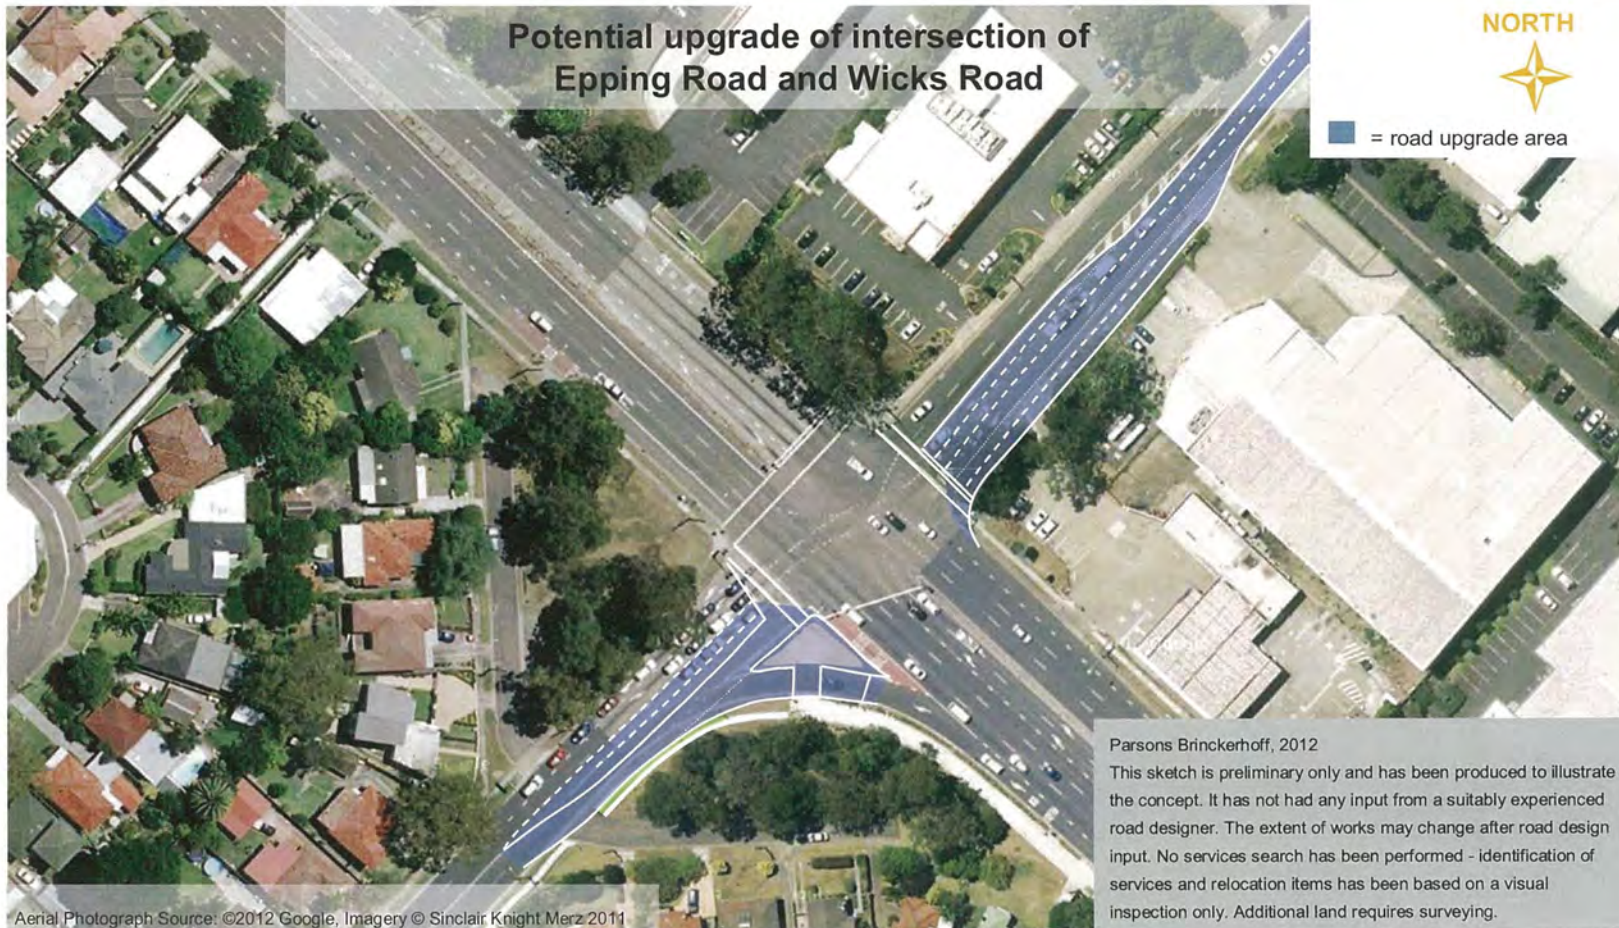 Potential upgrade of intersection of
Epping Road and Wicks Road
NORTH
= road upgrade area
Parsons Brinckerhoff, 2012
This sketch is preliminary only and has been produced to illustrate
the concept. It has not had any input from a suitably experienced
road designer. The extent of works may change after road design
input. No services search has been performed - identification of
services and relocation items has been based on a visual
inspection only. Additional land requires surveying.
Aerial Photograph Source: ©2012 Google, Imagery © Sinclair Knight Merz 2011